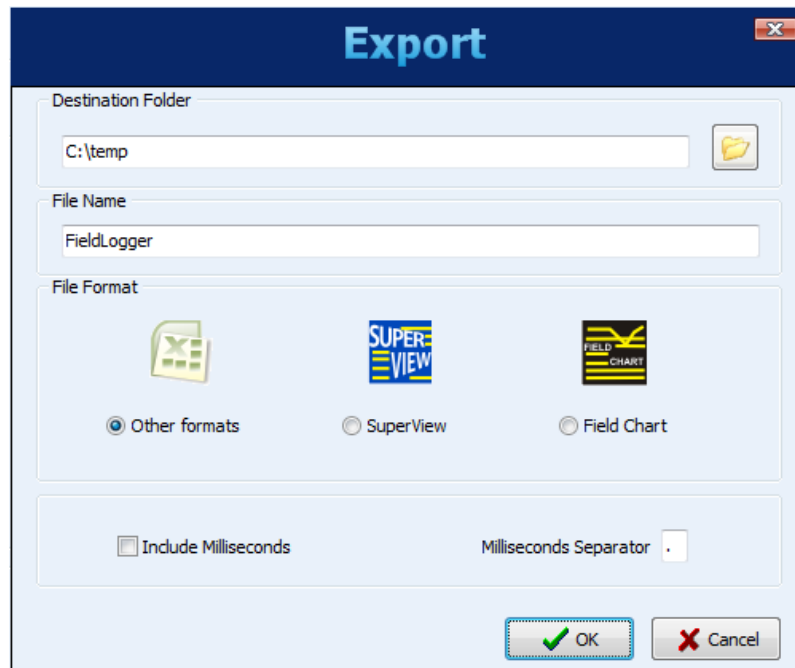 Export
Destination Folder
C:\temp
File Name
FieldLogger
File Format
SUPER
VIEW
FIELD
CHART
Other formats
SuperView
Field Chart
Include Milliseconds
Milliseconds Separator .
OK
Cancel